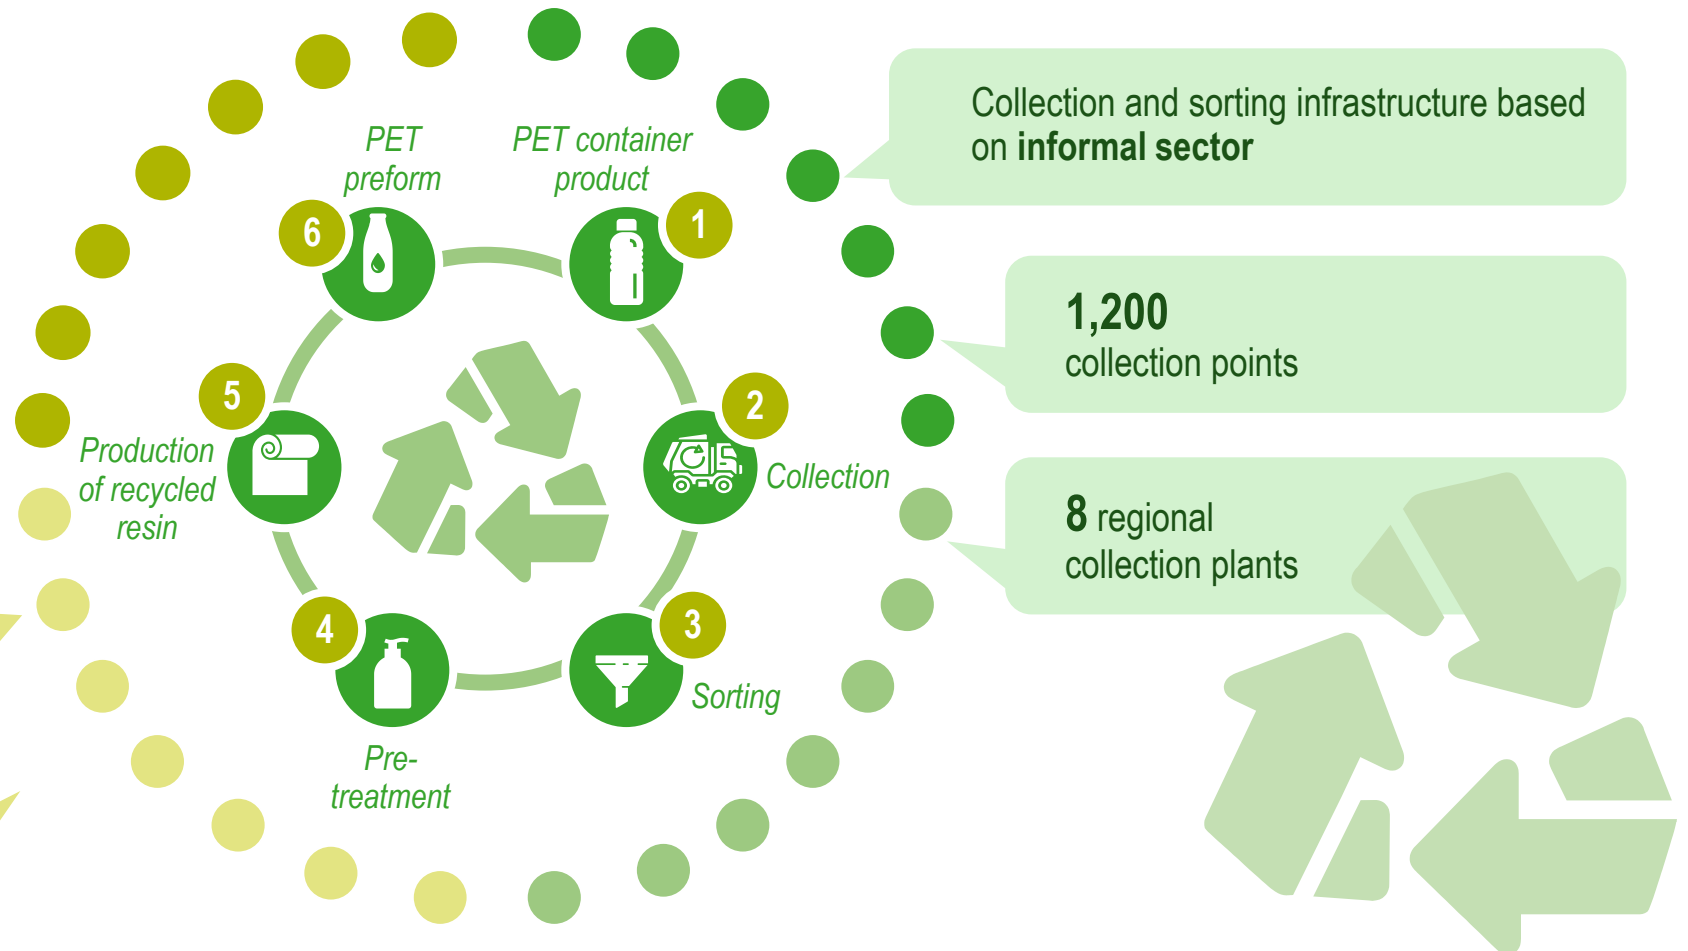 PET
preform
6
PET container
product
1
2
Collection
3
Sorting
4
Pre-
treatment
5
Production
of recycled
resin
Collection and sorting infrastructure based
on informal sector
1,200
collection points
8 regional
collection plants